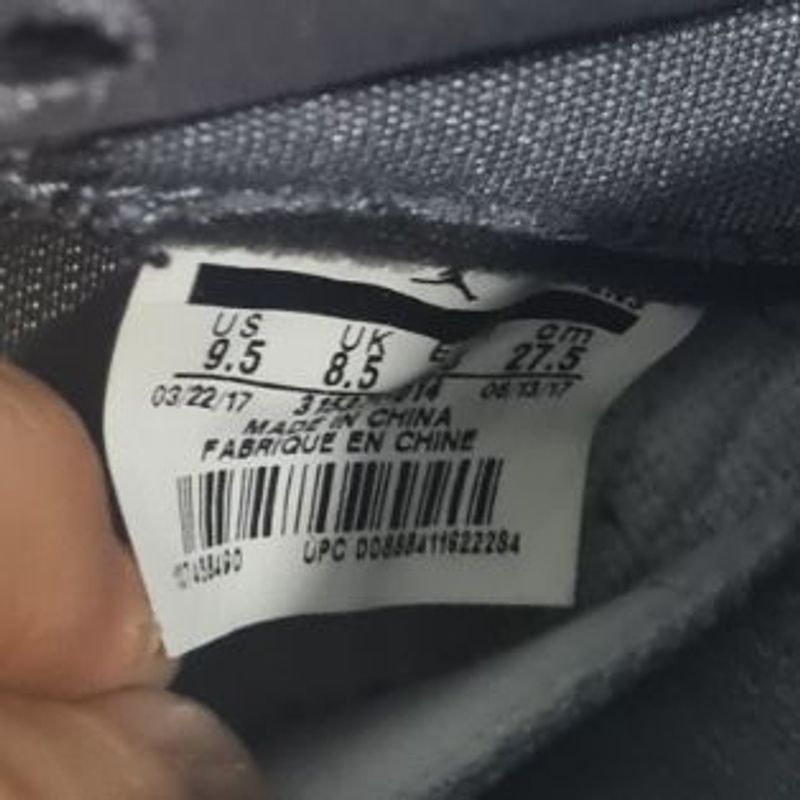 US UK cm
9.5 8.5 27.5
03/22/17 06/13/17
MADE IN CHINA
FABRIQUE EN CHINE
UPC 00888411622284